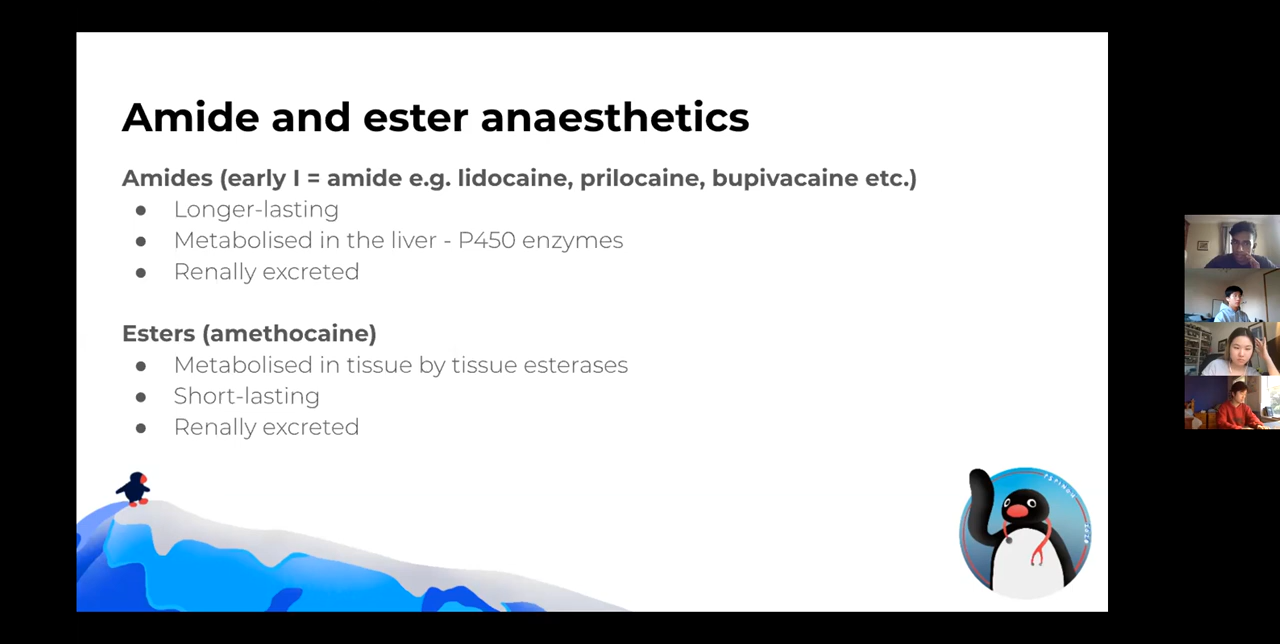 Amide and ester anaesthetics
Amides (early I = amide e.g. lidocaine, prilocaine, bupivacaine etc.)
● Longer-lasting
● Metabolised in the liver - P450 enzymes
● Renally excreted
Esters (amethocaine)
● Metabolised in tissue by tissue esterases
● Short-lasting
● Renally excreted